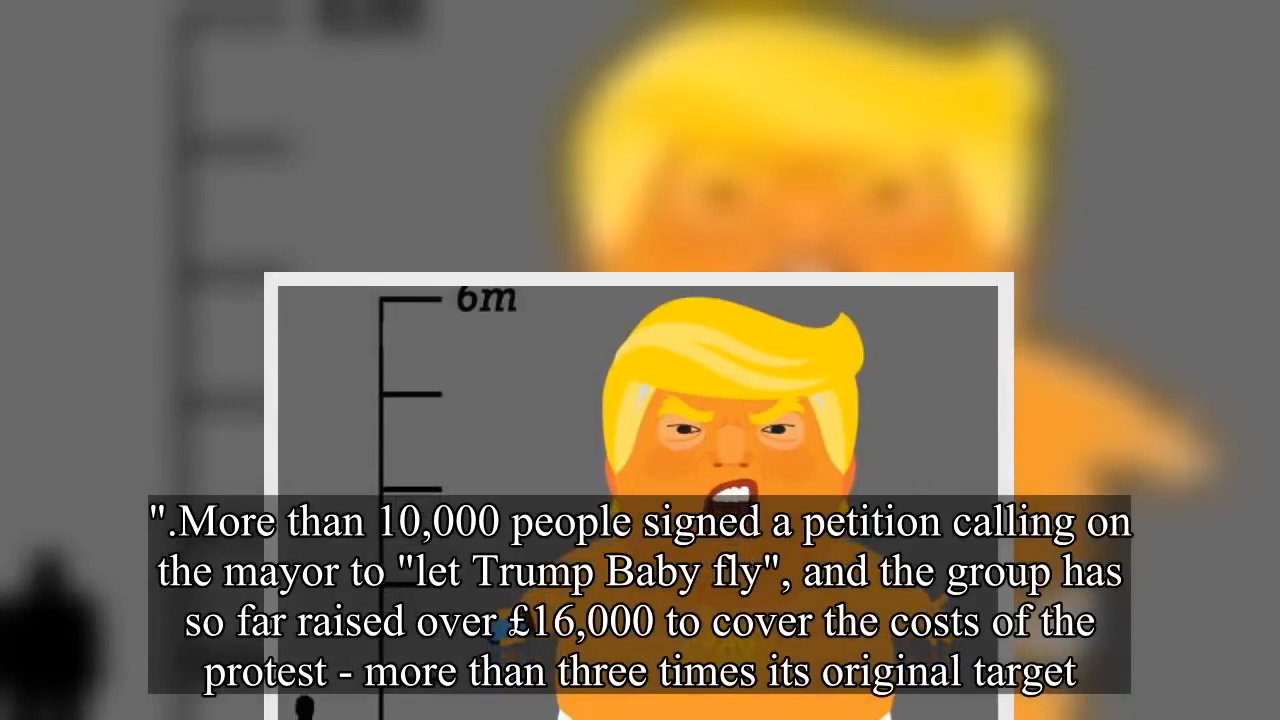 6m
".More than 10,000 people signed a petition calling on
the mayor to "let Trump Baby fly", and the group has
so far raised over £16,000 to cover the costs of the
protest - more than three times its original target